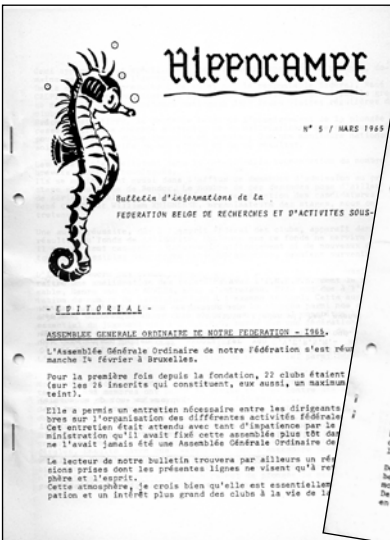 HIPPOCAMPE
N° 5 / MARS 1965
Bulletin d'informations de la
FEDERATION BELGE DE RECHERCHES ET D'ACTIVITES SOUS-
- EDITORIAL -
ASSEMBLEE GENERALE ORDINAIRE DE NOTRE FEDERATION - I965.
L'Assemblée Générale Ordinaire de notre Fédération s'est réu
manche I4 février à Bruxelles.
Pour la première fois depuis la fondation, 22 clubs étaient
(sur les 26 inscrits qui constituent, eux aussi, un maximum
teint).
Elle a permis un entretien nécessaire entre les dirigeants
bres sur l'organisation des différentes activités fédérale
Cet entretien était attendu avec tant d'impatience par le
ministration qu'il avait fixé cette assemblée plus tôt da
ne l'avait jamais été une Assemblée Générale Ordinaire de
Le lecteur de notre bulletin trouvera par ailleurs un rés
sions prises dont les présentes lignes ne visent qu'à re
phère et l'esprit.
Cette atmosphère, je crois bien qu'elle est essentiellem
pation et un intérêt plus grand des clubs à la vie de la